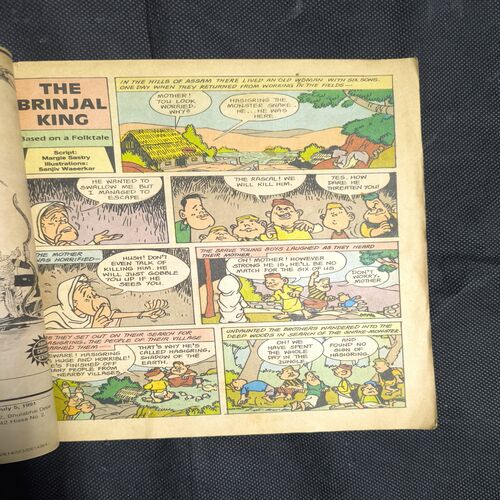 THE
BRINJAL
KING
Based on a Folktale
Script:
Margie Sastry
Illustrations:
Sanjiv Waeerkar
IN THE HILLS OF ASSAM THERE LIVED AN OLD WOMAN WITH SIX SONS.
ONE DAY WHEN THEY RETURNED FROM WORKING IN THE FIELDS—
MOTHER!
YOU LOOK
WORRIED.
WHY?
HASIGRING THE
MONSTER SNAKE
HE... HE WAS
HERE.
HE WANTED TO
SWALLOW ME. BUT
I MANAGED TO
ESCAPE.
THE RASCAL! WE
WILL KILL HIM.
YES. HOW
DARE HE
THREATEN YOU!
THE MOTHER
WAS HORRIFIED—
HUSH! DON'T
EVEN TALK OF
KILLING HIM. HE
WILL JUST GOBBLE
YOU UP IF HE
SEES YOU.
THE BRAVE YOUNG BOYS LAUGHED AS THEY HEARD
THEIR MOTHER.
OH! MOTHER! HOWEVER
STRONG HE IS, HE'LL BE NO
MATCH FOR THE SIX OF US.
DON'T
WORRY,
MOTHER.
AS THEY SET OUT ON THEIR SEARCH FOR
HASIGRING, THE PEOPLE OF THEIR VILLAGE
WARNED THEM—
BEWARE! HASIGRING
IS HUGE AND HORRIBLE!
HE'S FINISHED OFF
MANY PEOPLE FROM
NEARBY VILLAGES.
THAT'S WHY HE'S
CALLED HASIGRING,
SHADOW OF THE
EARTH.
UNDAUNTED THE BROTHERS WANDERED INTO THE
DEEP WOODS IN SEARCH OF THE SNAKE-MONSTER.
OH! WE
HAVE SPENT
THE WHOLE
DAY IN THE
JUNGLE.
AND
FOUND NO
SIGN OF
HASIGRING.
July 5, 1991
Bhulabhai Desai
42 Hissa No 2,